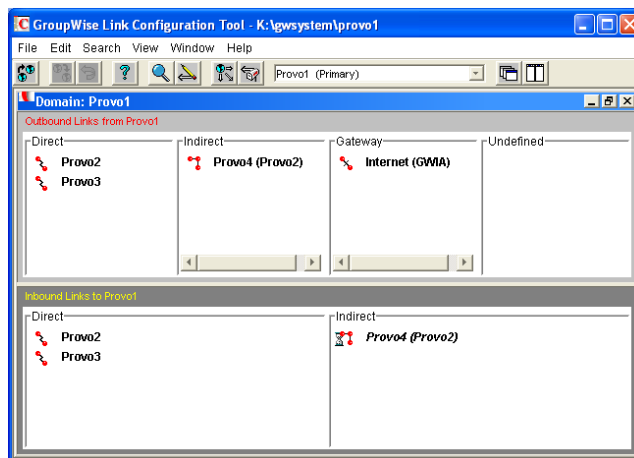 GroupWise Link Configuration Tool - K:\gwsystem\provo1
File Edit Search View Window Help
Provo1 (Primary)
Domain: Provo1
Outbound Links from Provo1
Direct Indirect Gateway Undefined
Provo2 Provo4 (Provo2) Internet (GWIA)
Provo3
Inbound Links to Provo1
Direct Indirect
Provo2 Provo4 (Provo2)
Provo3